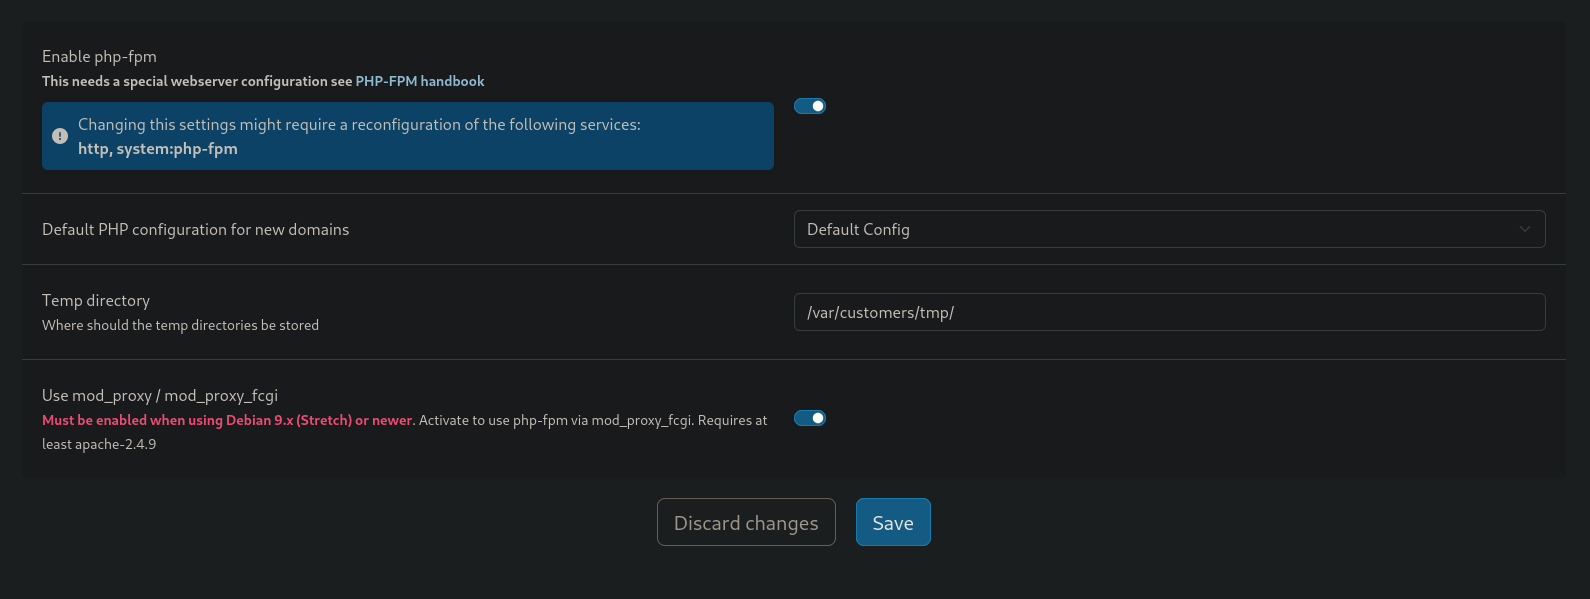 Enable php-fpm
This needs a special webserver configuration see PHP-FPM handbook
Changing this settings might require a reconfiguration of the following services:
http, system:php-fpm
Default PHP configuration for new domains
Default Config
Temp directory
Where should the temp directories be stored
/var/customers/tmp/
Use mod_proxy / mod_proxy_fcgi
Must be enabled when using Debian 9.x (Stretch) or newer. Activate to use php-fpm via mod_proxy_fcgi. Requires at
least apache-2.4.9
Discard changes
Save